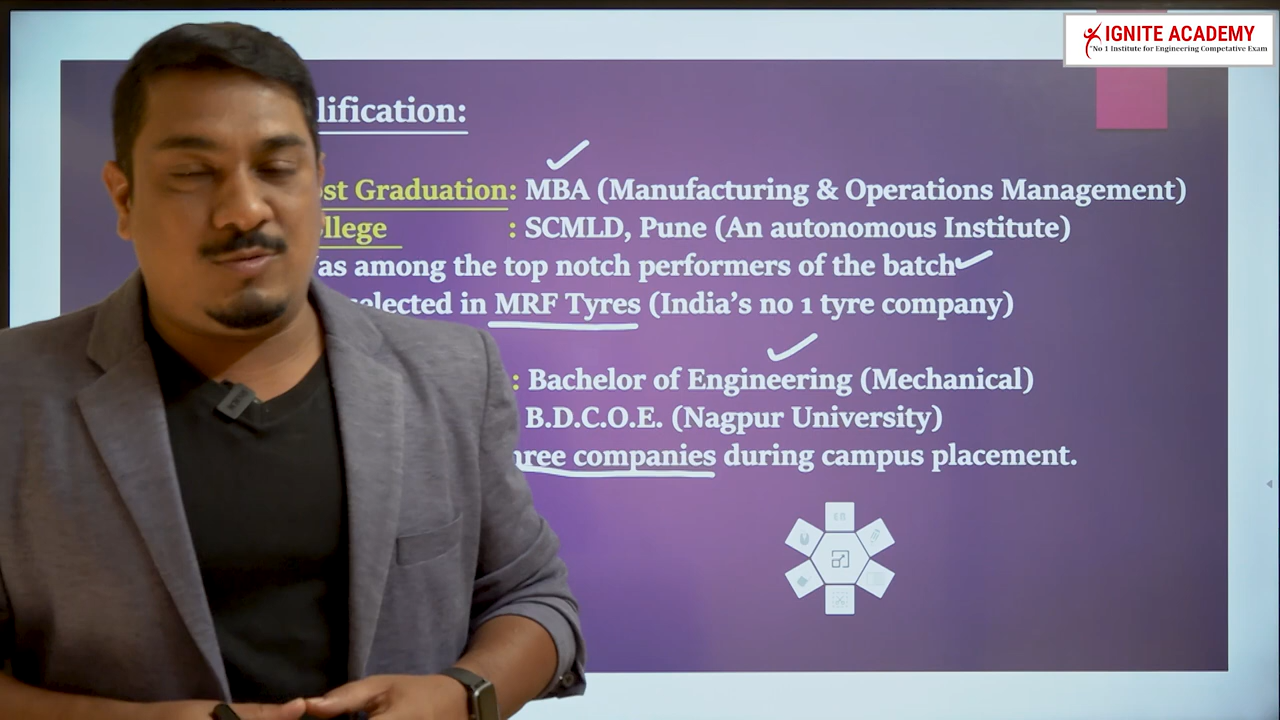 IGNITE ACADEMY
"No 1 Institute for Engineering Competative Exam
lification:
st Graduation: MBA (Manufacturing & Operations Management)
llege : SCMLD, Pune (An autonomous Institute)
as among the top notch performers of the batch
elected in MRF Tyres (India's no 1 tyre company)
: Bachelor of Engineering (Mechanical)
B.D.C.O.E. (Nagpur University)
hree companies during campus placement.